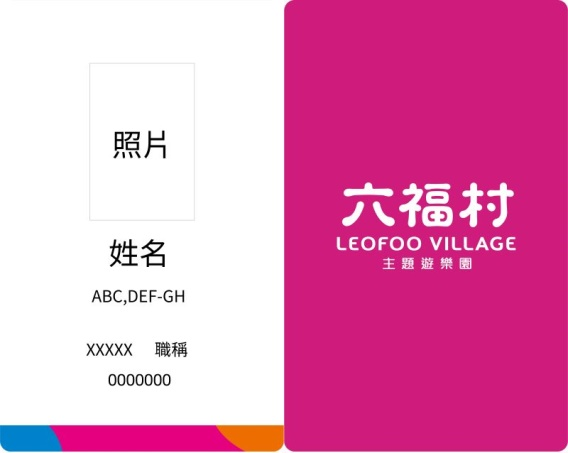 照片
姓名
ABC,DEF-GH
XXXXX 職稱
0000000
六福村
LEOFOO VILLAGE
主題遊樂園